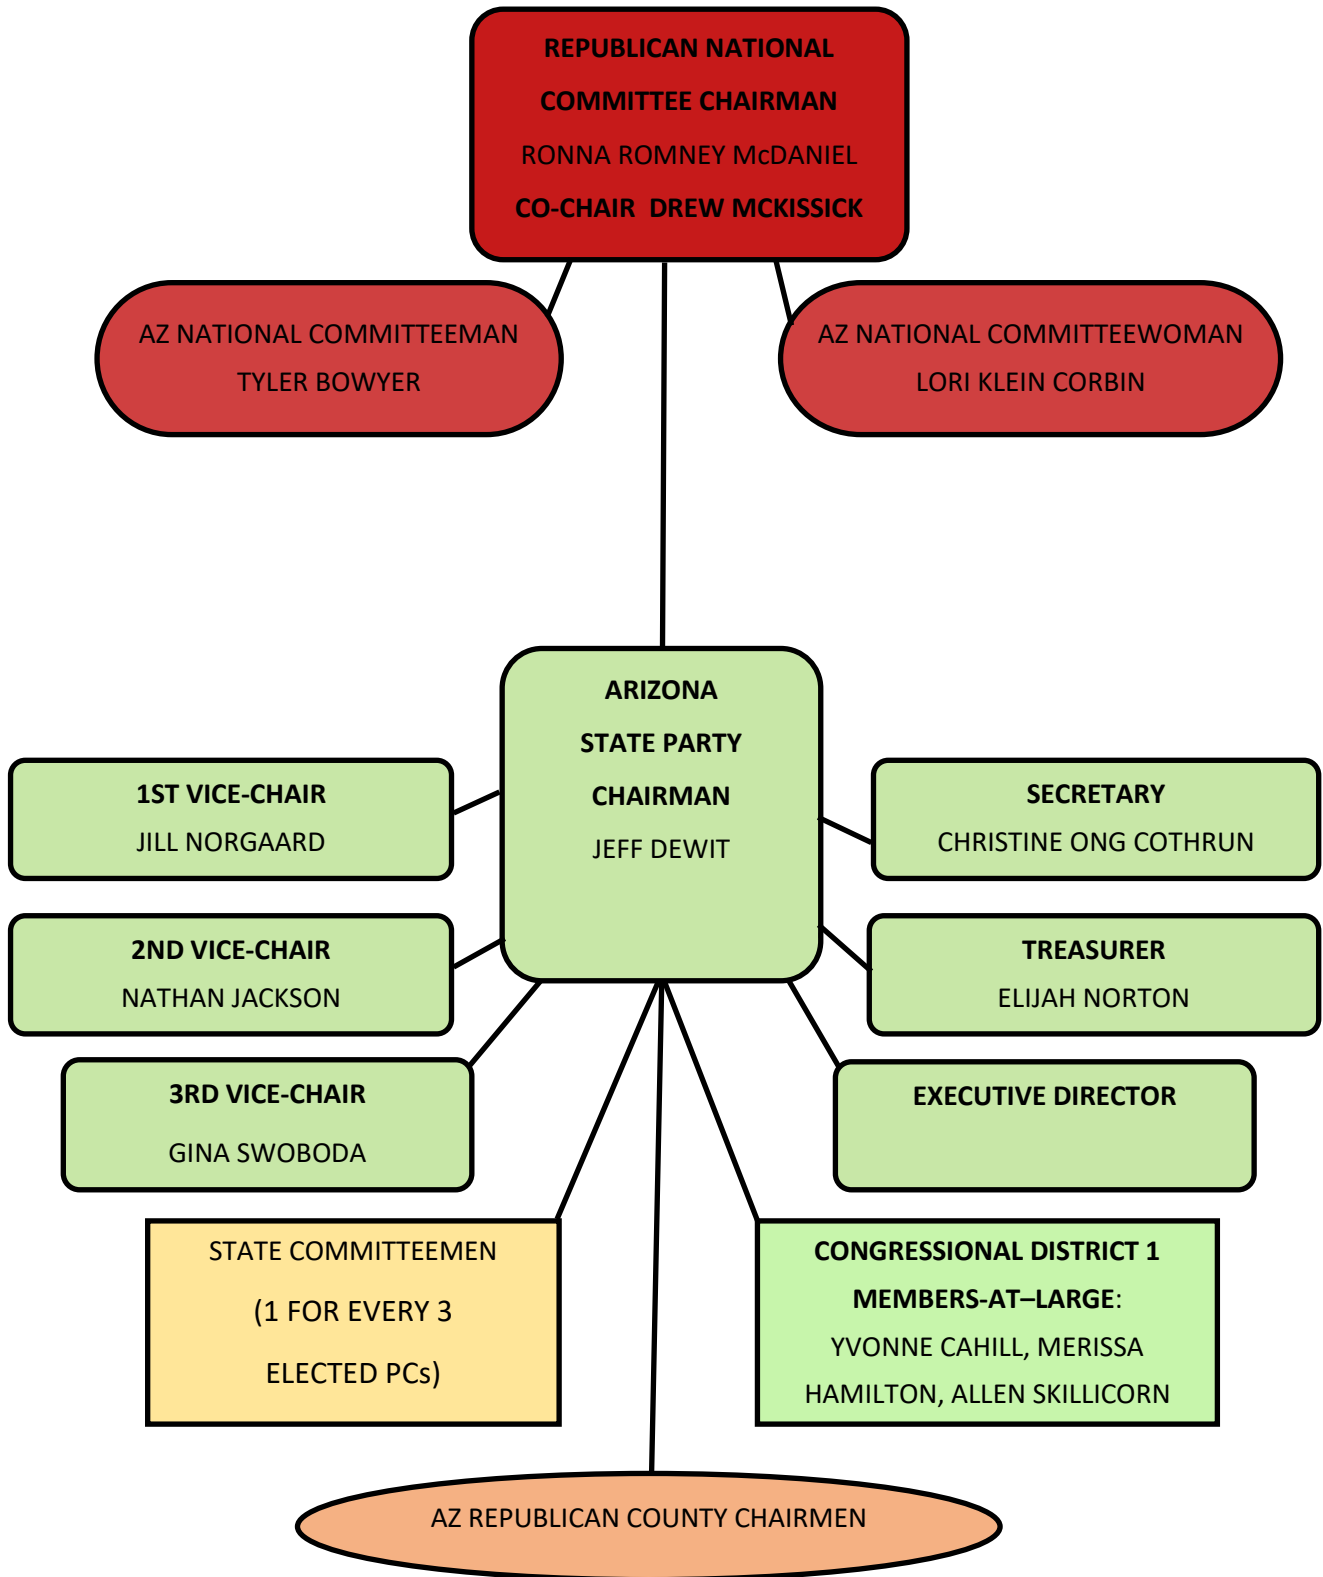 REPUBLICAN NATIONAL
COMMITTEE CHAIRMAN
RONNA ROMNEY McDANIEL
CO-CHAIR  DREW MCKISSICK
AZ NATIONAL COMMITTEEMAN
TYLER BOWYER
AZ NATIONAL COMMITTEEWOMAN
LORI KLEIN CORBIN
ARIZONA
STATE PARTY
CHAIRMAN
JEFF DEWIT
1ST VICE-CHAIR
JILL NORGAARD
SECRETARY
CHRISTINE ONG COTHRUN
2ND VICE-CHAIR
NATHAN JACKSON
TREASURER
ELIJAH NORTON
3RD VICE-CHAIR
GINA SWOBODA
EXECUTIVE DIRECTOR
STATE COMMITTEEMEN
(1 FOR EVERY 3
ELECTED PCs)
CONGRESSIONAL DISTRICT 1
MEMBERS-AT–LARGE:
YVONNE CAHILL, MERISSA
HAMILTON, ALLEN SKILLICORN
AZ REPUBLICAN COUNTY CHAIRMEN